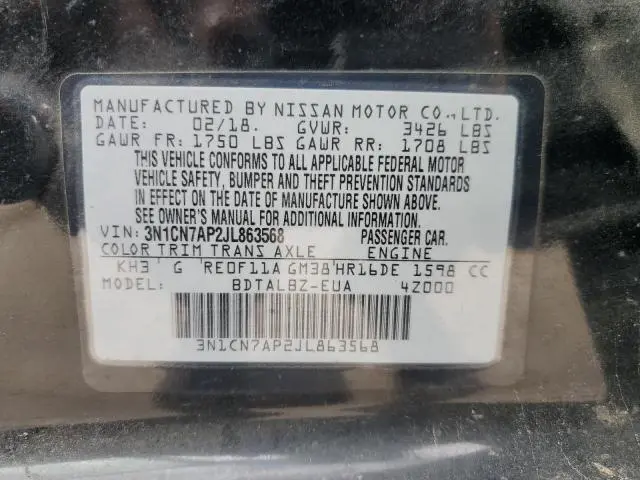 MANUFACTURED BY NISSAN MOTOR CO., LTD.
DATE: 02/18. GVWR: 3426 LBS
GAWR FR: 1750 LBS GAWR RR: 1708 LBS
THIS VEHICLE CONFORMS TO ALL APPLICABLE FEDERAL MOTOR
VEHICLE SAFETY, BUMPER AND THEFT PREVENTION STANDARDS
IN EFFECT ON THE DATE OF MANUFACTURE SHOWN ABOVE.
SEE OWNER'S MANUAL FOR ADDITIONAL INFORMATION.
VIN: 3N1CN7AP2JL863568 PASSENGER CAR.
COLOR TRIM TRANS AXLE ENGINE
KH3 G RE0F11A GM38 HR16DE 1598 CC
MODEL: BDTALBZ-EUA 4Z000
3N1CN7AP2JL863568